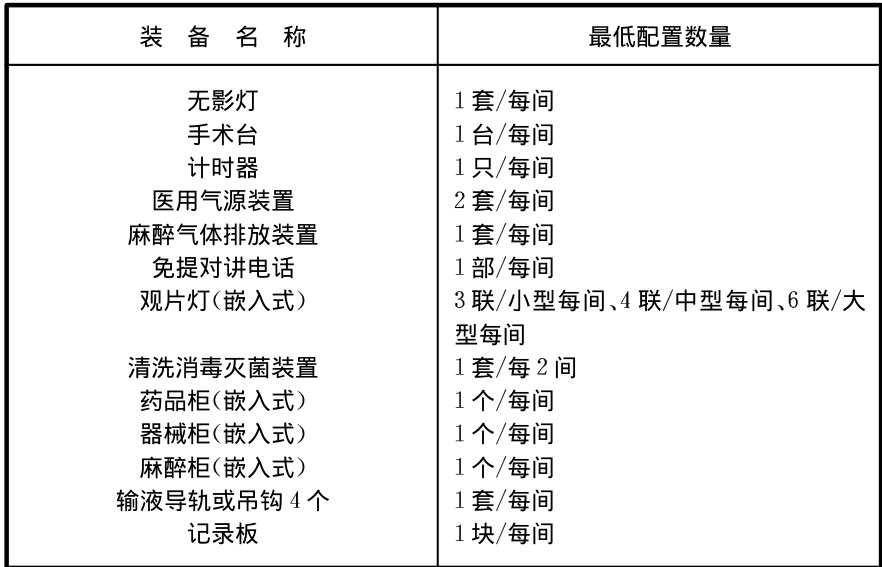 装 备 名 称 最低配置数量
无影灯 1 套/每间
手术台 1 台/每间
计时器 1 只/每间
医用气源装置 2 套/每间
麻醉气体排放装置 1 套/每间
免提对讲电话 1 部/每间
观片灯(嵌入式) 3 联/小型每间、4 联/中型每间、6 联/大
型每间
清洗消毒灭菌装置 1 套/每 2 间
药品柜(嵌入式) 1 个/每间
器械柜(嵌入式) 1 个/每间
麻醉柜(嵌入式) 1 个/每间
输液导轨或吊钩 4 个 1 套/每间
记录板 1 块/每间